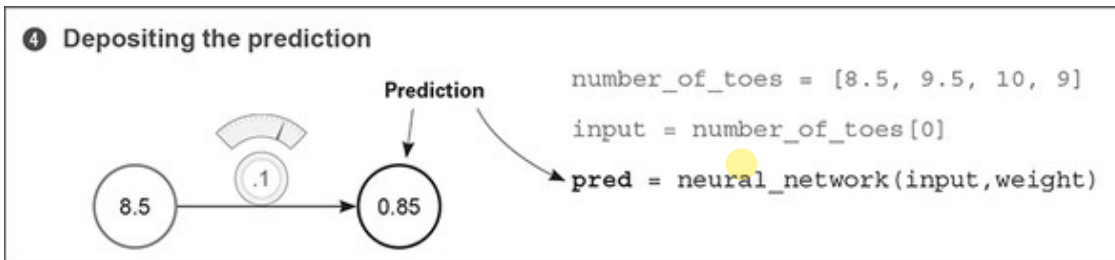 4 Depositing the prediction
Prediction
number_of_toes = [8.5, 9.5, 10, 9]
input = number_of_toes[0]
pred = neural_network(input,weight)
.1
8.5
0.85